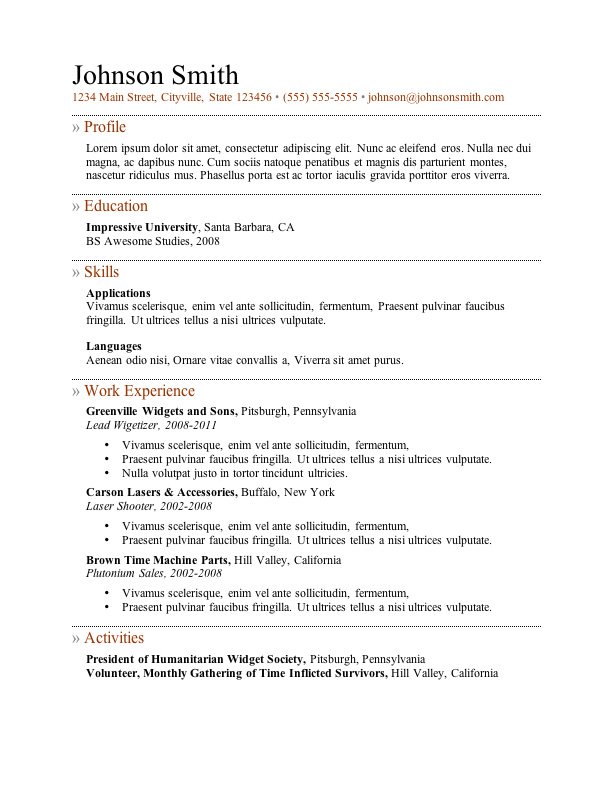 Johnson Smith
1234 Main Street, Cityville, State 123456 • (555) 555-5555 • johnson@johnsonsmith.com
» Profile
Lorem ipsum dolor sit amet, consectetur adipiscing elit. Nunc ac eleifend eros. Nulla nec dui
magna, ac dapibus nunc. Cum sociis natoque penatibus et magnis dis parturient montes,
nascetur ridiculus mus. Phasellus porta est ac tortor iaculis gravida porttitor eros viverra.
» Education
Impressive University, Santa Barbara, CA
BS Awesome Studies, 2008
» Skills
Applications
Vivamus scelerisque, enim vel ante sollicitudin, fermentum, Praesent pulvinar faucibus
fringilla. Ut ultrices tellus a nisi ultrices vulputate.
Languages
Aenean odio nisi, Ornare vitae convallis a, Viverra sit amet purus.
» Work Experience
Greenville Widgets and Sons, Pitsburgh, Pennsylvania
Lead Wigetizer, 2008-2011
• Vivamus scelerisque, enim vel ante sollicitudin, fermentum,
• Praesent pulvinar faucibus fringilla. Ut ultrices tellus a nisi ultrices vulputate.
• Nulla volutpat justo in tortor tincidunt ultricies.
Carson Lasers & Accessories, Buffalo, New York
Laser Shooter, 2002-2008
• Vivamus scelerisque, enim vel ante sollicitudin, fermentum,
• Praesent pulvinar faucibus fringilla. Ut ultrices tellus a nisi ultrices vulputate.
Brown Time Machine Parts, Hill Valley, California
Plutonium Sales, 2002-2008
• Vivamus scelerisque, enim vel ante sollicitudin, fermentum,
• Praesent pulvinar faucibus fringilla. Ut ultrices tellus a nisi ultrices vulputate.
» Activities
President of Humanitarian Widget Society, Pitsburgh, Pennsylvania
Volunteer, Monthly Gathering of Time Inflicted Survivors, Hill Valley, California